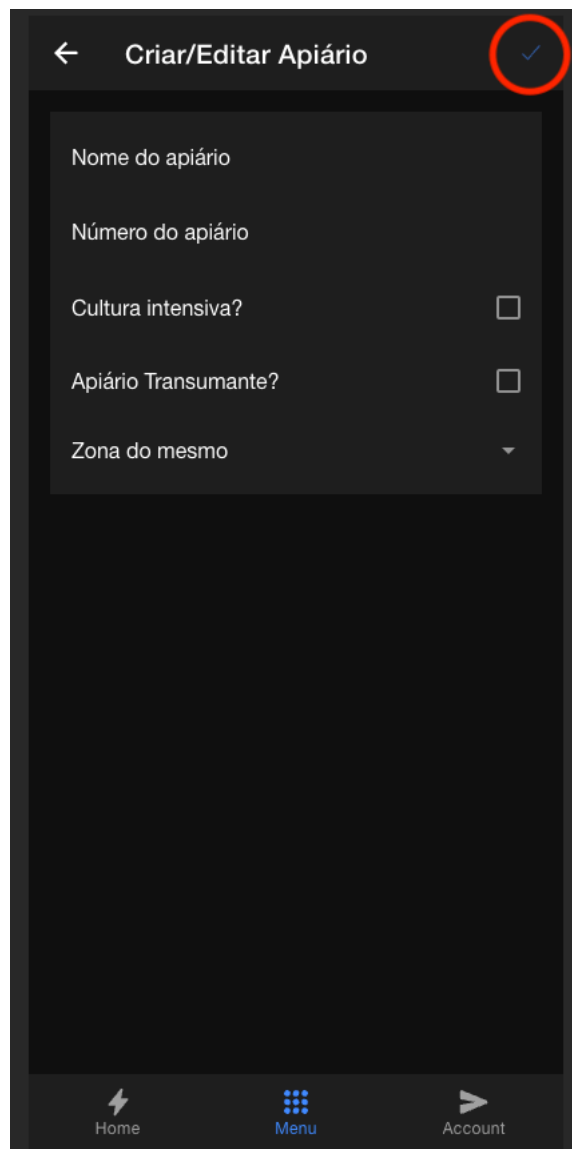 Criar/Editar Apiário
Nome do apiário
Número do apiário
Cultura intensiva?
Apiário Transumante?
Zona do mesmo
Home
Menu
Account